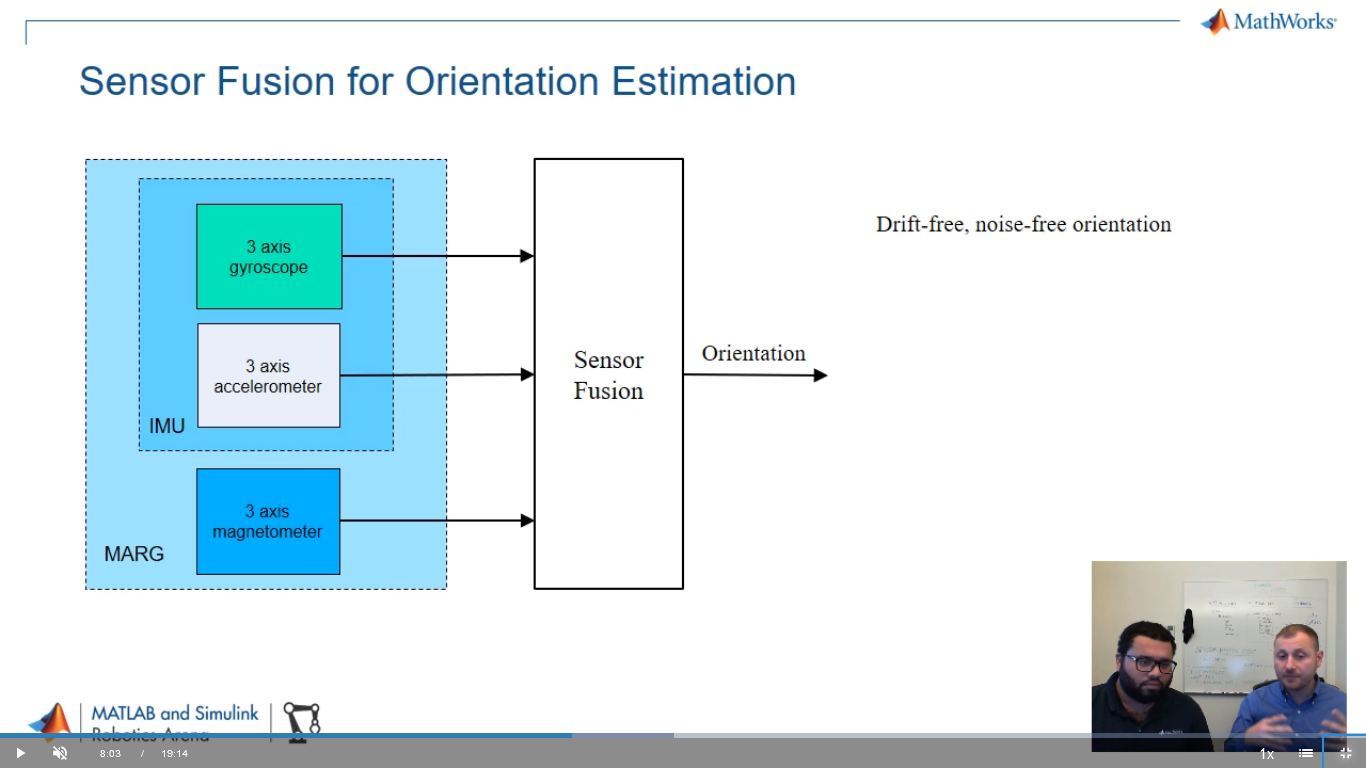 MathWorks®
Sensor Fusion for Orientation Estimation
3 axis
gyroscope
3 axis
accelerometer
IMU
3 axis
magnetometer
MARG
Sensor
Fusion
Orientation
Drift-free, noise-free orientation
MATLAB and Simulink
Robotics Arena
8:03 / 19:14
1x